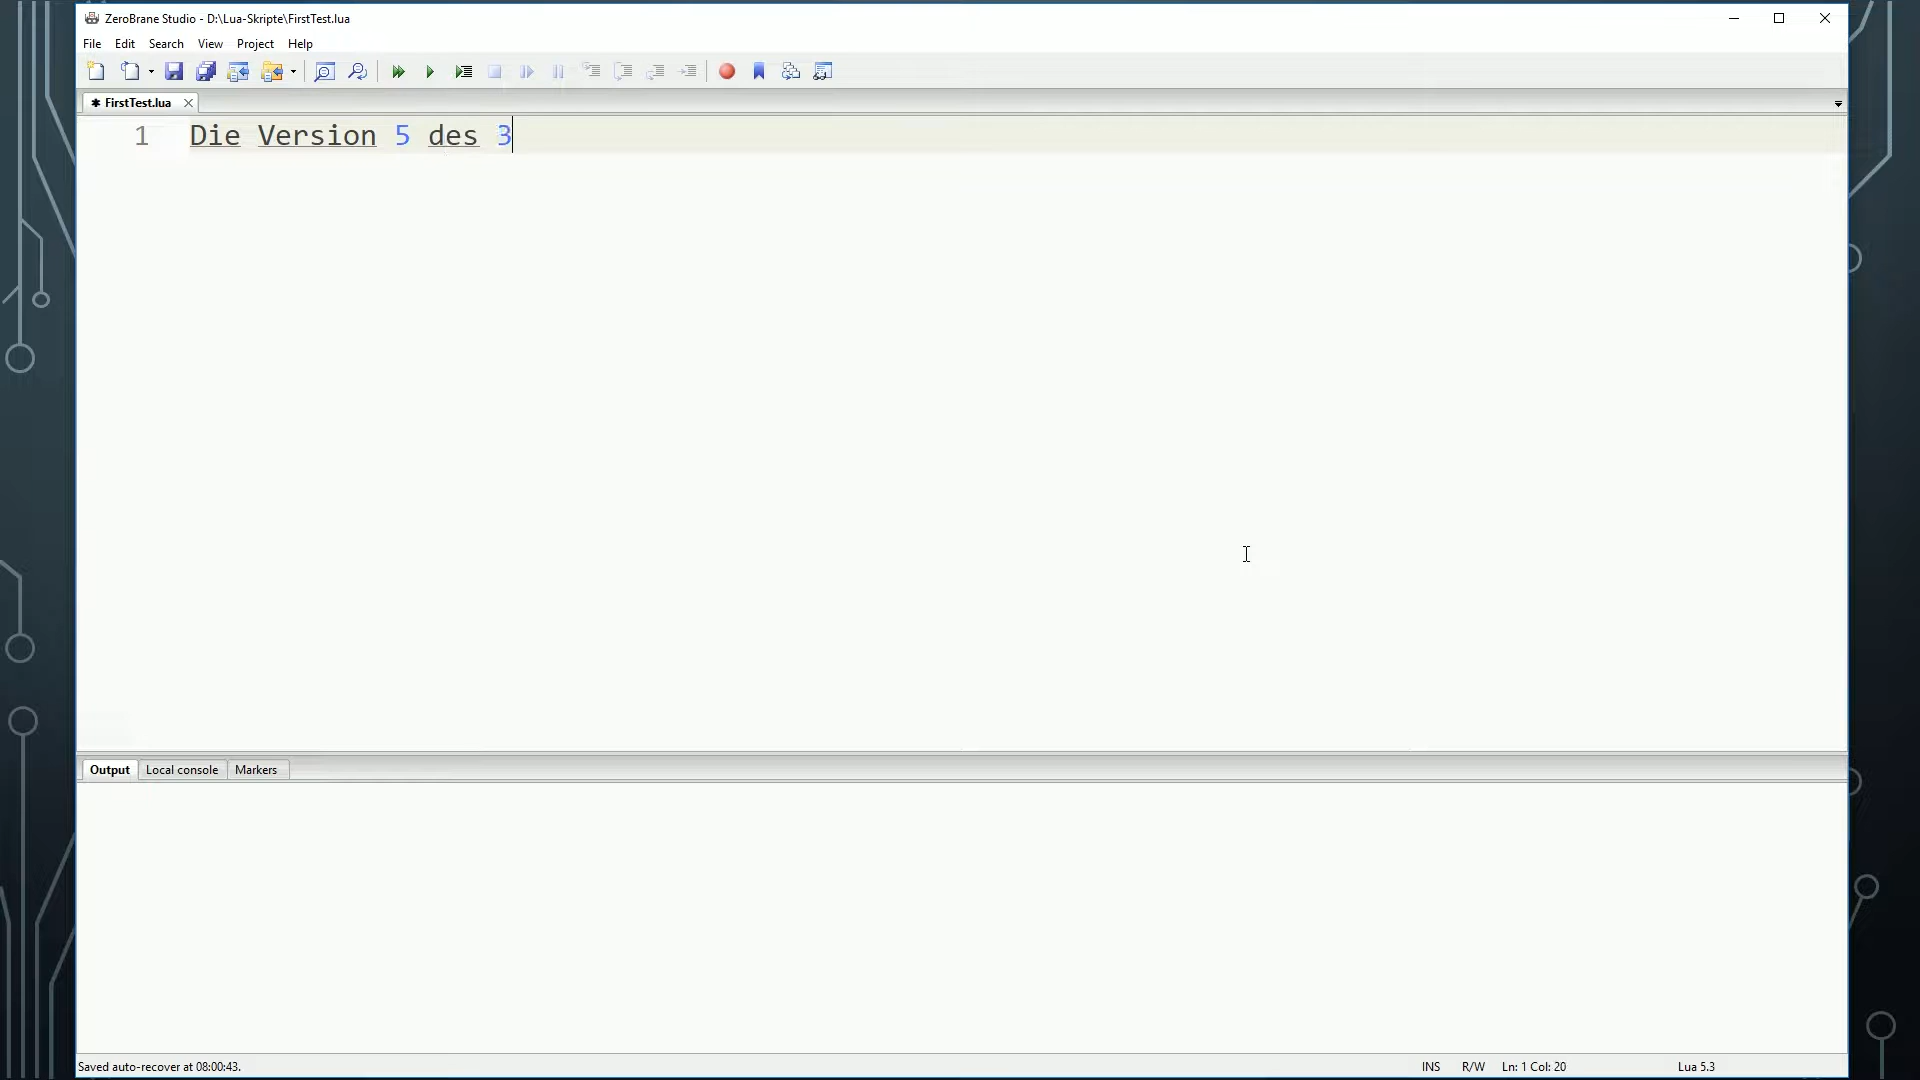 ZeroBrane Studio - D:\Lua-Skripte\FirstTest.lua
File Edit Search View Project Help
✱ FirstTest.lua
1 Die Version 5 des 3
Output Local console Markers
Saved auto-recover at 08:00:43. INS R/W Ln: 1 Col: 20 Lua 5.3